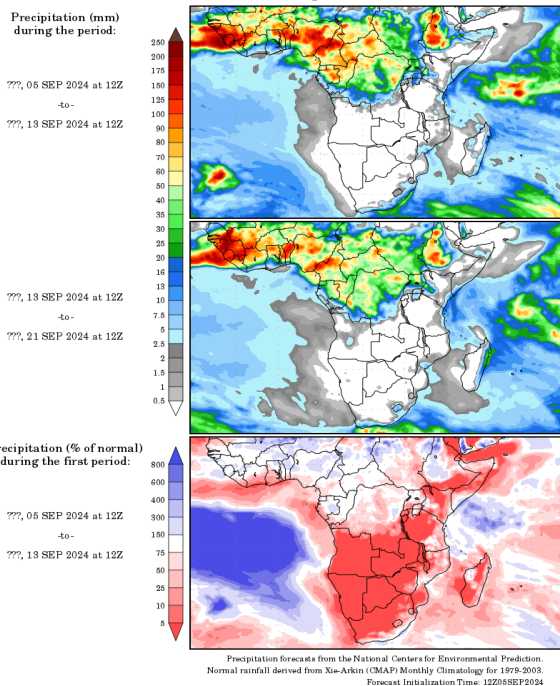 Precipitation (mm)
during the period:
250
200
175
150
125
100
90
80
70
60
50
40
35
30
25
20
16
13
10
7.5
5
2.5
2
1.5
1
0.5
???, 05 SEP 2024 at 12Z
-to-
???, 13 SEP 2024 at 12Z
???, 13 SEP 2024 at 12Z
-to-
???, 21 SEP 2024 at 12Z
recipitation (% of normal)
during the first period:
800
600
400
300
150
75
50
25
10
5
???, 05 SEP 2024 at 12Z
-to-
???, 13 SEP 2024 at 12Z
Precipitation forecasts from the National Centers for Environmental Prediction.
Normal rainfall derived from Xie-Arkin (CMAP) Monthly Climatology for 1979-2003.
Forecast Initialization Time: 12Z05SEP2024